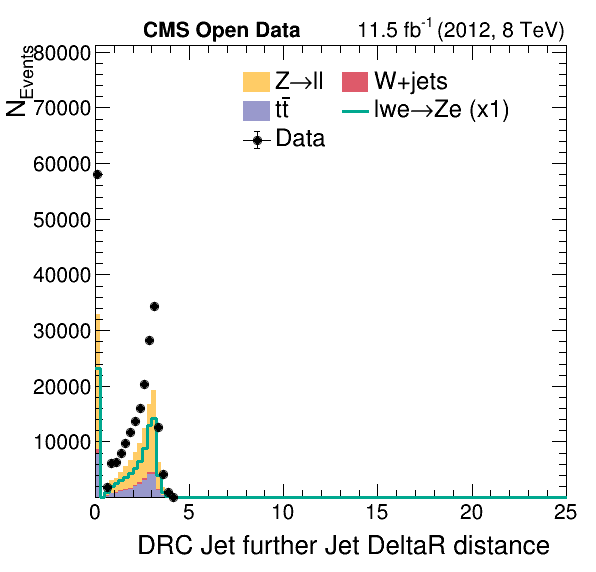 CMS Open Data 11.5 fb⁻¹ (2012, 8 TeV)
N_Events
80000
70000
60000
50000
40000
30000
20000
10000
Z→ll W+jets
tt̄ lwe→Ze (x1)
Data
0 5 10 15 20 25
DRC Jet further Jet DeltaR distance